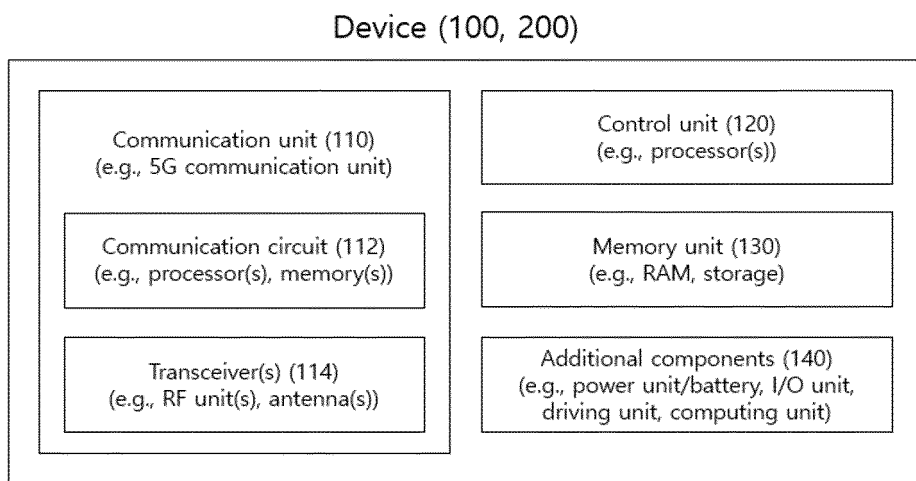 Device (100, 200)
Communication unit (110)
(e.g., 5G communication unit)
Communication circuit (112)
(e.g., processor(s), memory(s))
Transceiver(s) (114)
(e.g., RF unit(s), antenna(s))
Control unit (120)
(e.g., processor(s))
Memory unit (130)
(e.g., RAM, storage)
Additional components (140)
(e.g., power unit/battery, I/O unit,
driving unit, computing unit)